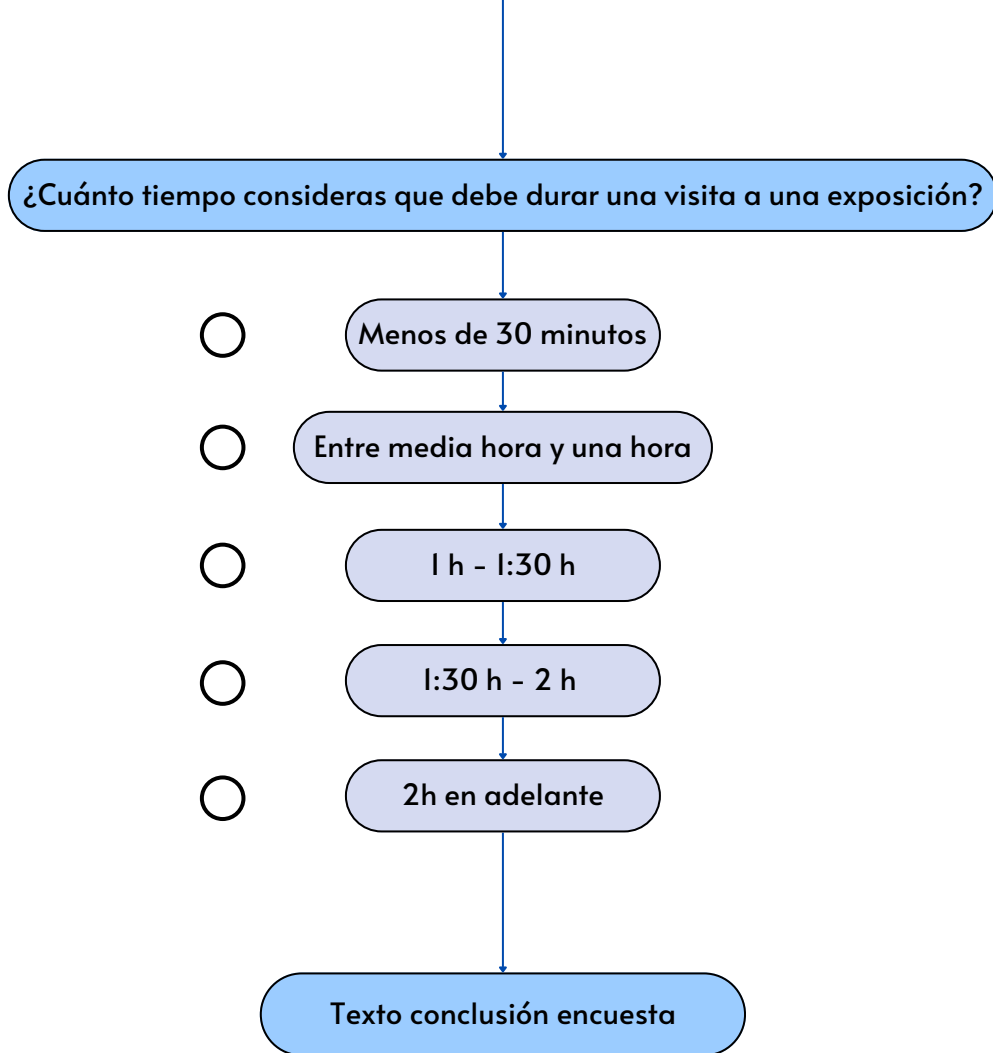 ¿Cuánto tiempo consideras que debe durar una visita a una exposición?
Menos de 30 minutos
Entre media hora y una hora
1 h - 1:30 h
1:30 h - 2 h
2h en adelante
Texto conclusión encuesta